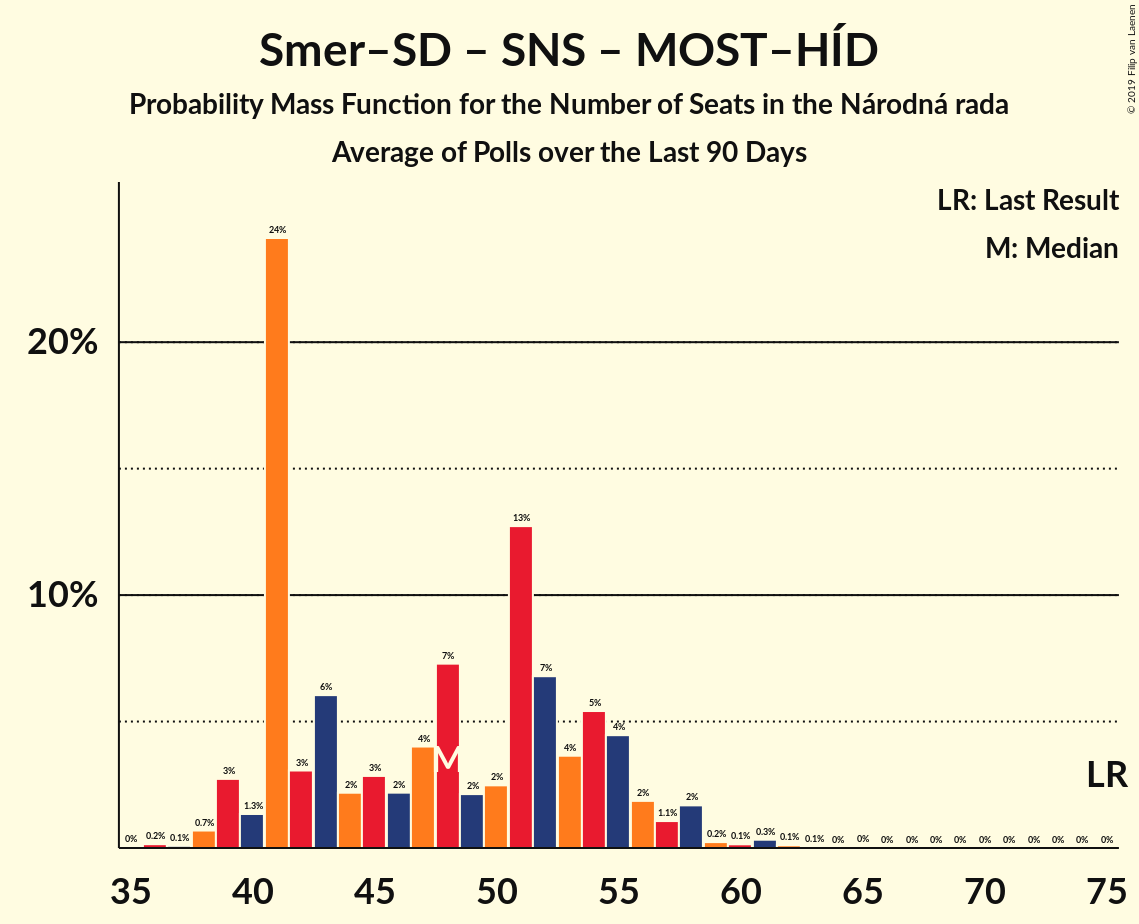 Smer–SD – SNS – MOST–HÍD
Probability Mass Function for the Number of Seats in the Národná rada
Average of Polls over the Last 90 Days
© 2019 Filip van Laenen
LR: Last Result
M: Median
20%
10%
0% 0.2% 0.1% 0.7% 3% 1.3% 24% 3% 6% 2% 3% 2% 4% 7% 2% 2% 13% 7% 4% 5% 4% 2% 1.1% 2% 0.2% 0.1% 0.3% 0.1% 0.1% 0% 0% 0% 0% 0% 0% 0% 0% 0% 0% 0% 0%
M
LR
35 40 45 50 55 60 65 70 75